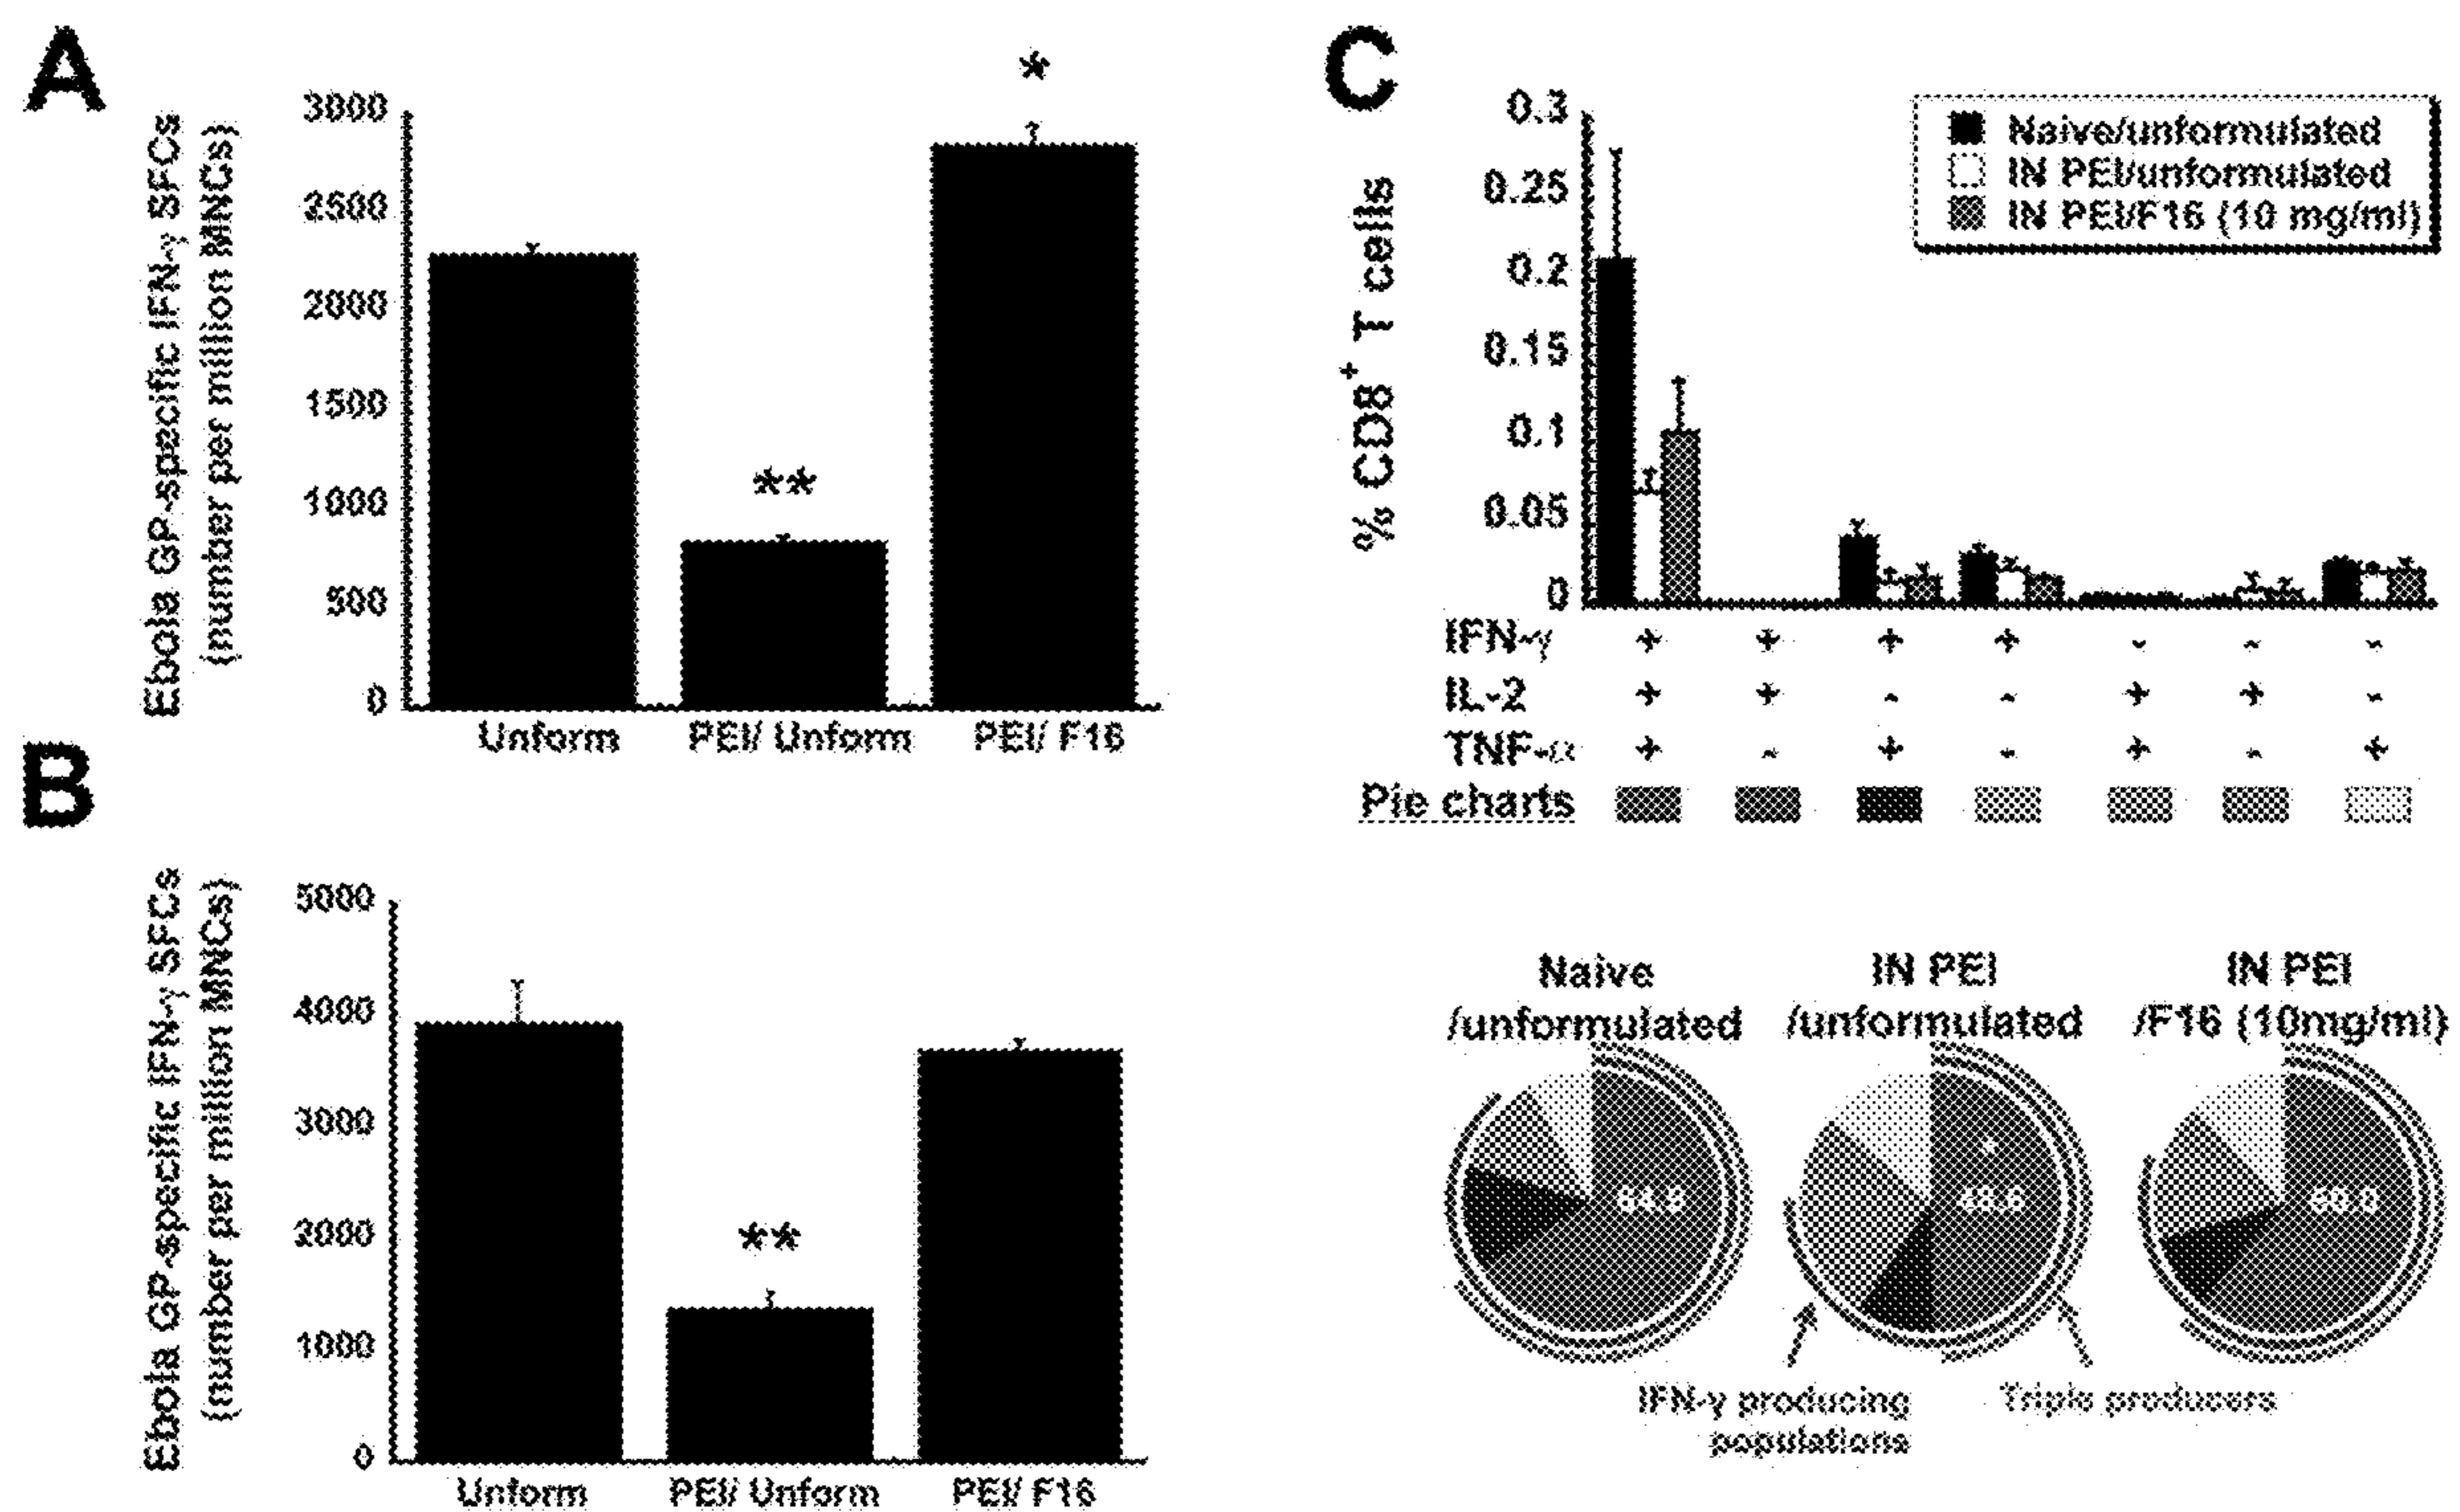 A
Ebola GP-specific IFN-γ SFCs
(number per million MNCs)
3000
2500
2000
1500
1000
500
0
**
*
Unform
PEI/ Unform
PEI/ F16
B
Ebola GP-specific IFN-γ SFCs
(number per million MNCs)
5000
4000
3000
2000
1000
0
**
Unform
PEI/ Unform
PEI/ F16
C
% CD8+ T cells
0.3
0.25
0.2
0.15
0.1
0.05
0
Naive/unformulated
IN PEI/unformulated
IN PEI/F16 (10 mg/ml)
IFN-γ + + + + - - -
IL-2 + + - - + + -
TNF-α + - + - + - +
Pie charts
Naive
/unformulated
IN PEI
/unformulated
IN PEI
/F16 (10mg/ml)
*
IFN-γ producing
populations
Triple producers